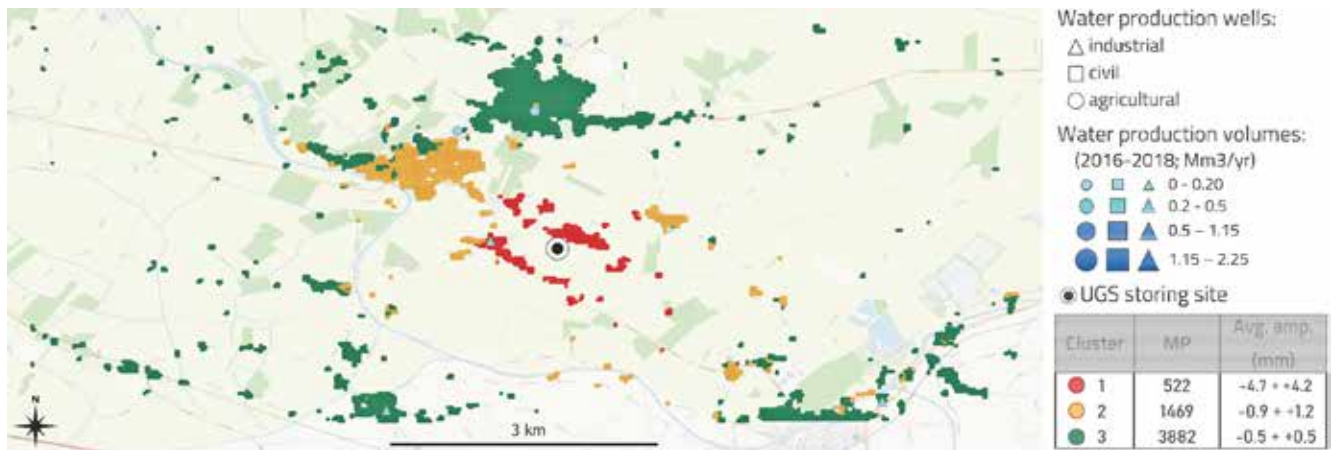 Water production wells:
industrial
civil
agricultural
Water production volumes:
(2016-2018; Mm3/yr)
0 - 0.20
0.2 - 0.5
0.5 - 1.15
1.15 - 2.25
UGS storing site
Cluster MP Avg. amp. (mm)
1 522 -4.7 ÷ +4.2
2 1469 -0.9 ÷ +1.2
3 3882 -0.5 ÷ +0.5
N
3 km